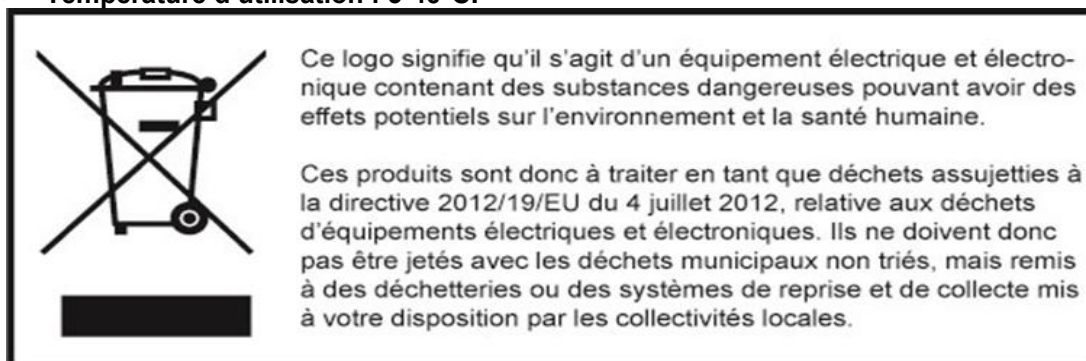 Ce logo signifie qu'il s'agit d'un équipement électrique et électro-
nique contenant des substances dangereuses pouvant avoir des
effets potentiels sur l'environnement et la santé humaine.
Ces produits sont donc à traiter en tant que déchets assujetties à
la directive 2012/19/EU du 4 juillet 2012, relative aux déchets
d'équipements électriques et électroniques. Ils ne doivent donc
pas être jetés avec les déchets municipaux non triés, mais remis
à des déchetteries ou des systèmes de reprise et de collecte mis
à votre disposition par les collectivités locales.